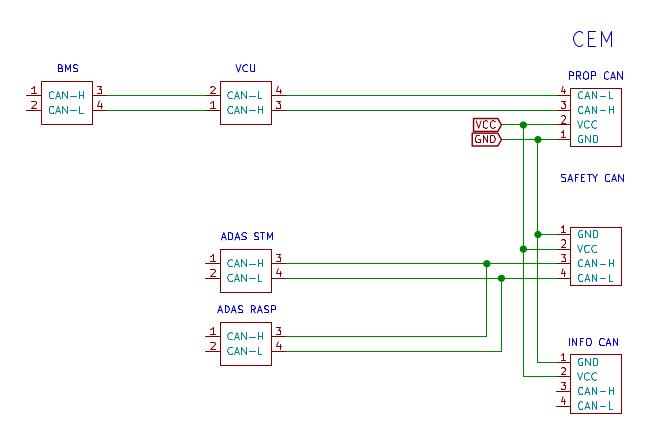 CEM
BMS
VCU
PROP CAN
1 CAN-H 3
2 CAN-L 4
2 CAN-L 4
1 CAN-H 3
4 CAN-L
3 CAN-H
2 VCC
1 GND
VCC
GND
SAFETY CAN
1 GND
2 VCC
3 CAN-H
4 CAN-L
ADAS STM
1 CAN-H 3
2 CAN-L 4
ADAS RASP
1 CAN-H 3
2 CAN-L 4
INFO CAN
1 GND
2 VCC
3 CAN-H
4 CAN-L